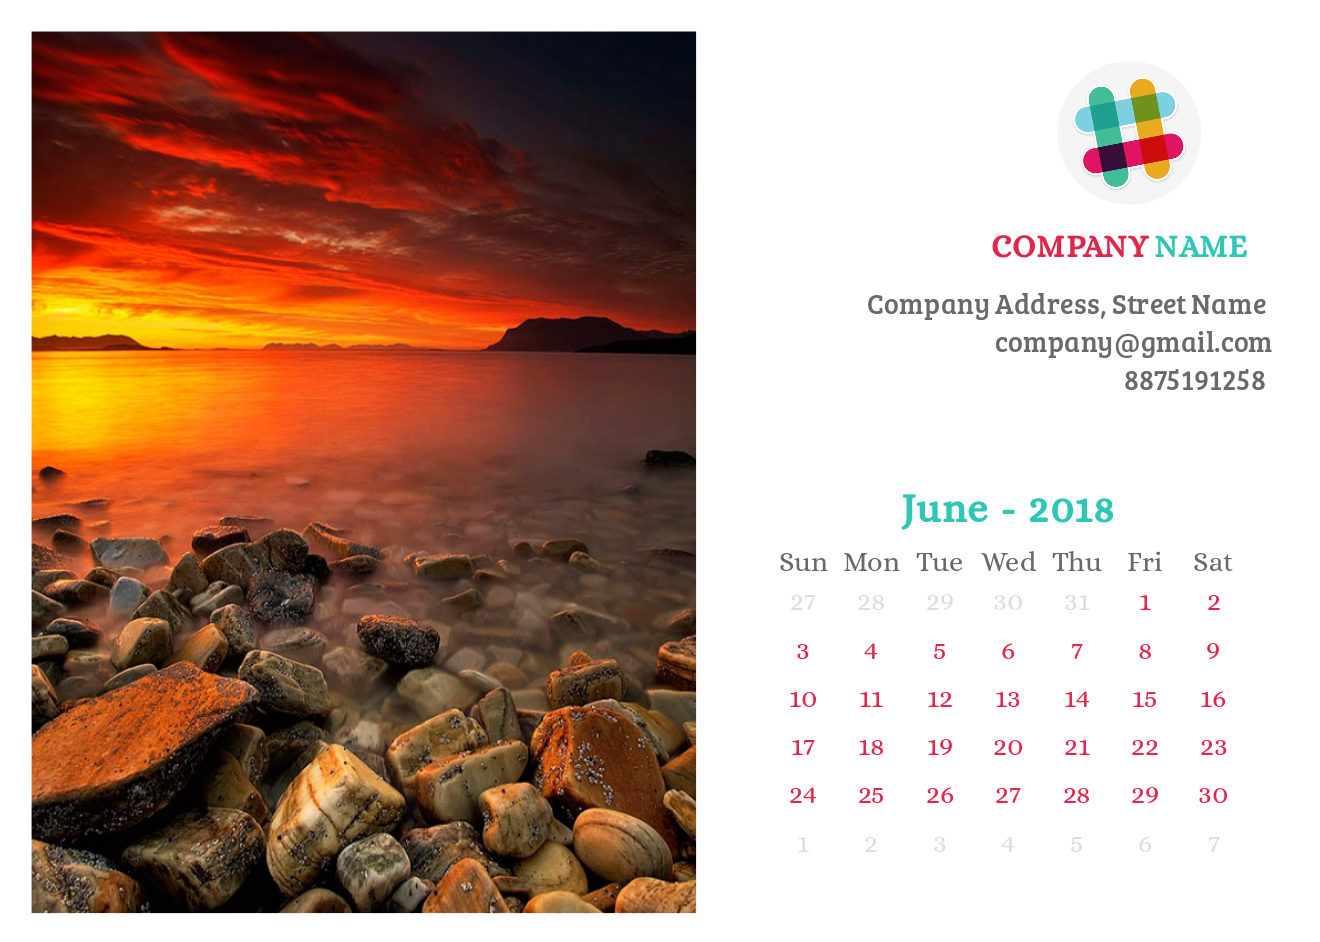 COMPANY NAME
Company Address, Street Name
company@gmail.com
8875191258
June - 2018
Sun Mon Tue Wed Thu Fri Sat
27 28 29 30 31 1 2
3 4 5 6 7 8 9
10 11 12 13 14 15 16
17 18 19 20 21 22 23
24 25 26 27 28 29 30
1 2 3 4 5 6 7